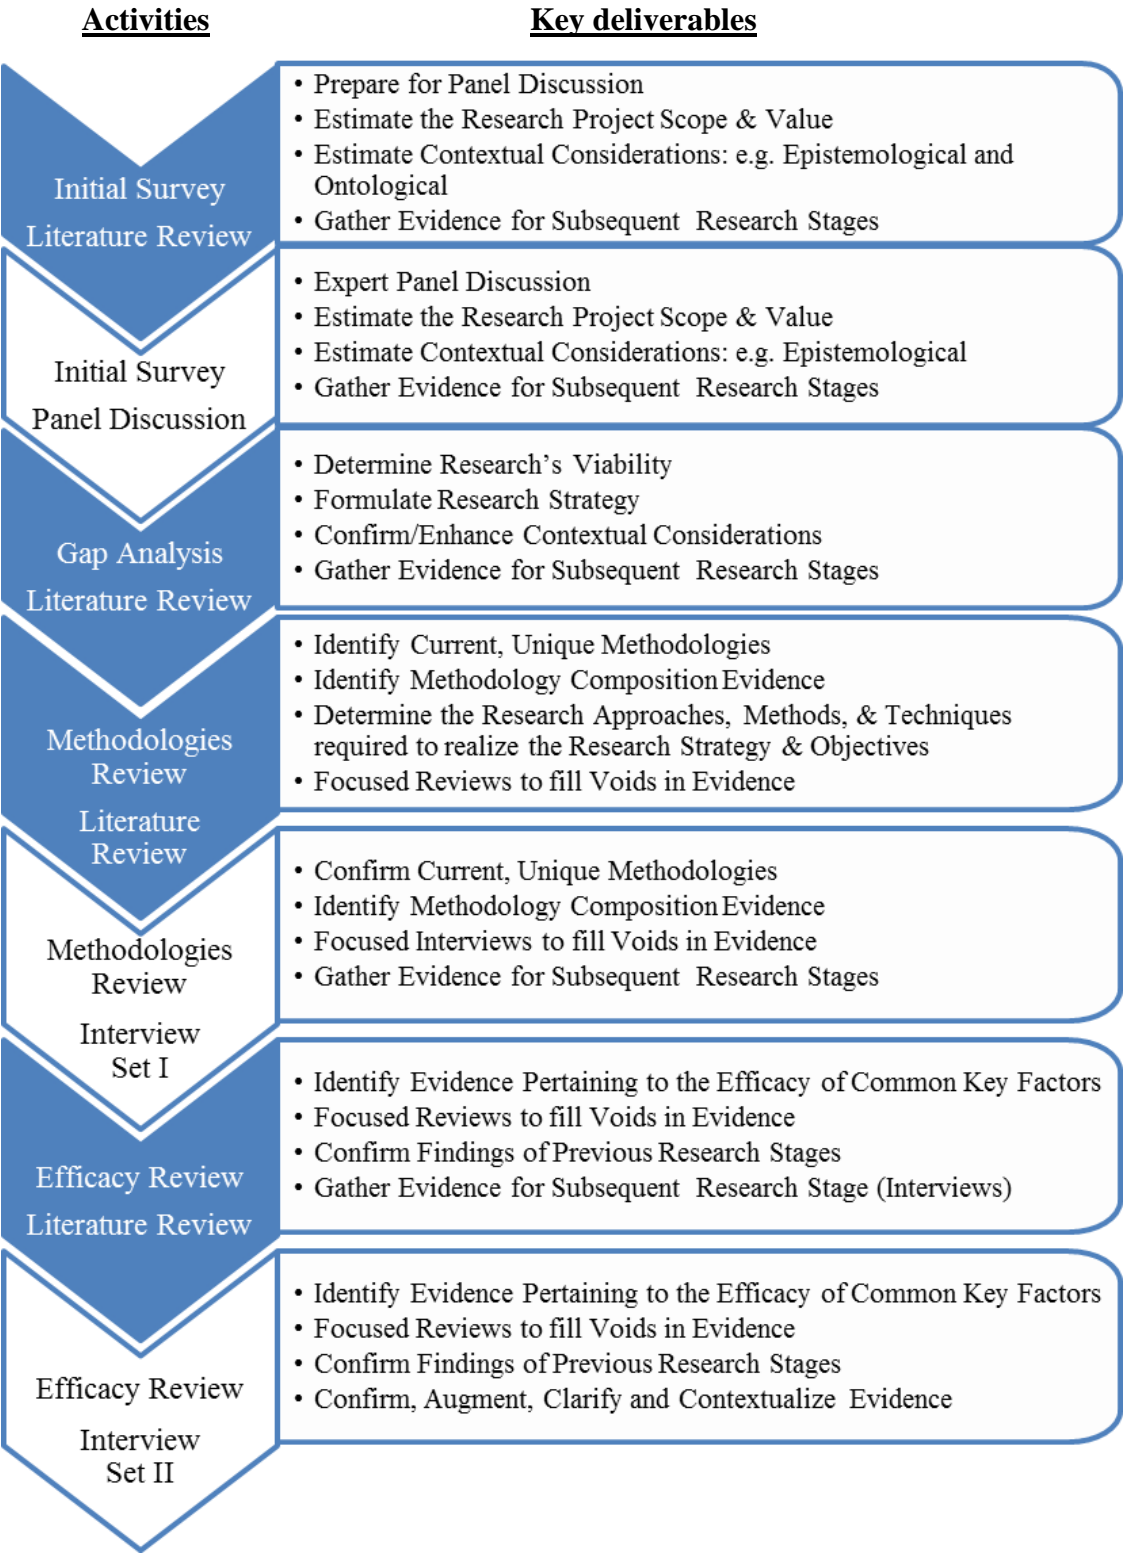 Activities
Key deliverables
Initial Survey
Literature Review
• Prepare for Panel Discussion
• Estimate the Research Project Scope & Value
• Estimate Contextual Considerations: e.g. Epistemological and
Ontological
• Gather Evidence for Subsequent Research Stages
Initial Survey
Panel Discussion
• Expert Panel Discussion
• Estimate the Research Project Scope & Value
• Estimate Contextual Considerations: e.g. Epistemological
• Gather Evidence for Subsequent Research Stages
Gap Analysis
Literature Review
• Determine Research’s Viability
• Formulate Research Strategy
• Confirm/Enhance Contextual Considerations
• Gather Evidence for Subsequent Research Stages
Methodologies
Review
Literature
Review
• Identify Current, Unique Methodologies
• Identify Methodology Composition Evidence
• Determine the Research Approaches, Methods, & Techniques
required to realize the Research Strategy & Objectives
• Focused Reviews to fill Voids in Evidence
Methodologies
Review
Interview
Set I
• Confirm Current, Unique Methodologies
• Identify Methodology Composition Evidence
• Focused Interviews to fill Voids in Evidence
• Gather Evidence for Subsequent Research Stages
Efficacy Review
Literature Review
• Identify Evidence Pertaining to the Efficacy of Common Key Factors
• Focused Reviews to fill Voids in Evidence
• Confirm Findings of Previous Research Stages
• Gather Evidence for Subsequent Research Stage (Interviews)
Efficacy Review
Interview
Set II
• Identify Evidence Pertaining to the Efficacy of Common Key Factors
• Focused Reviews to fill Voids in Evidence
• Confirm Findings of Previous Research Stages
• Confirm, Augment, Clarify and Contextualize Evidence